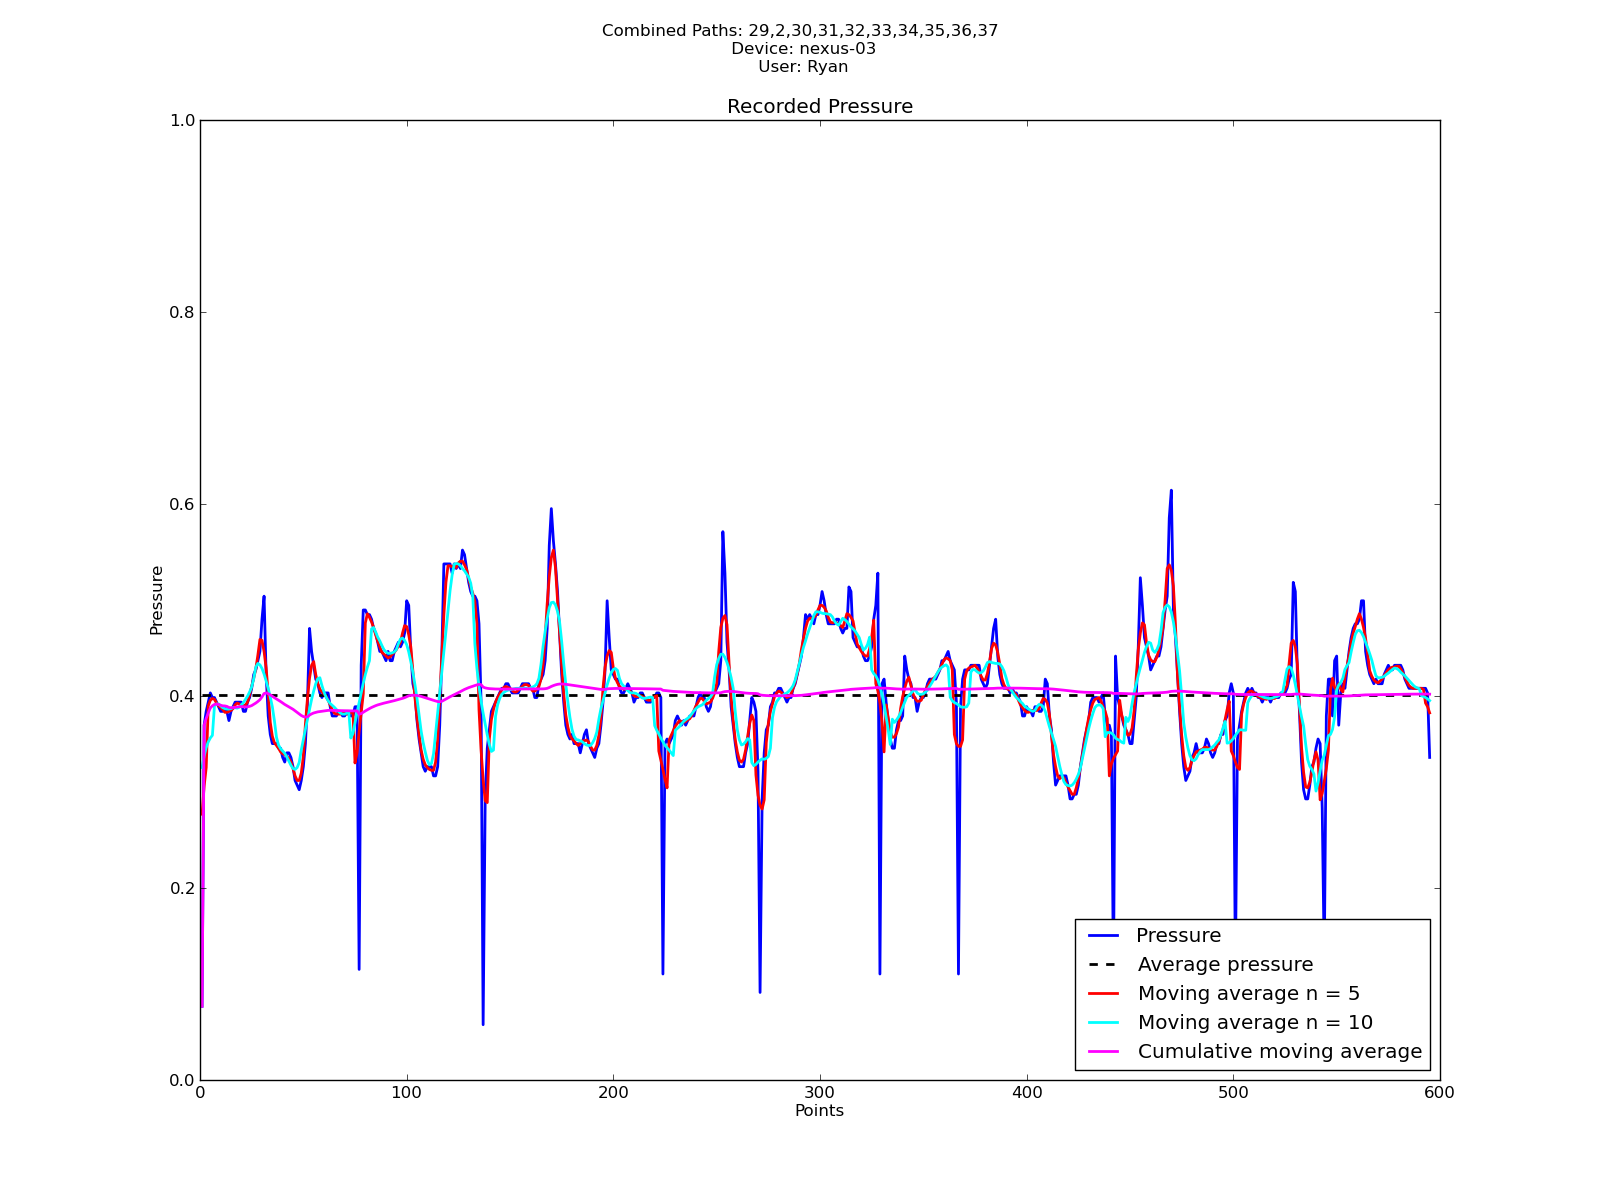 Combined Paths: 29,2,30,31,32,33,34,35,36,37
Device: nexus-03
User: Ryan
Recorded Pressure
1.0
0.8
0.6
0.4
0.2
0.0
Pressure
0
100
200
300
400
500
600
Points
Pressure
Average pressure
Moving average n = 5
Moving average n = 10
Cumulative moving average